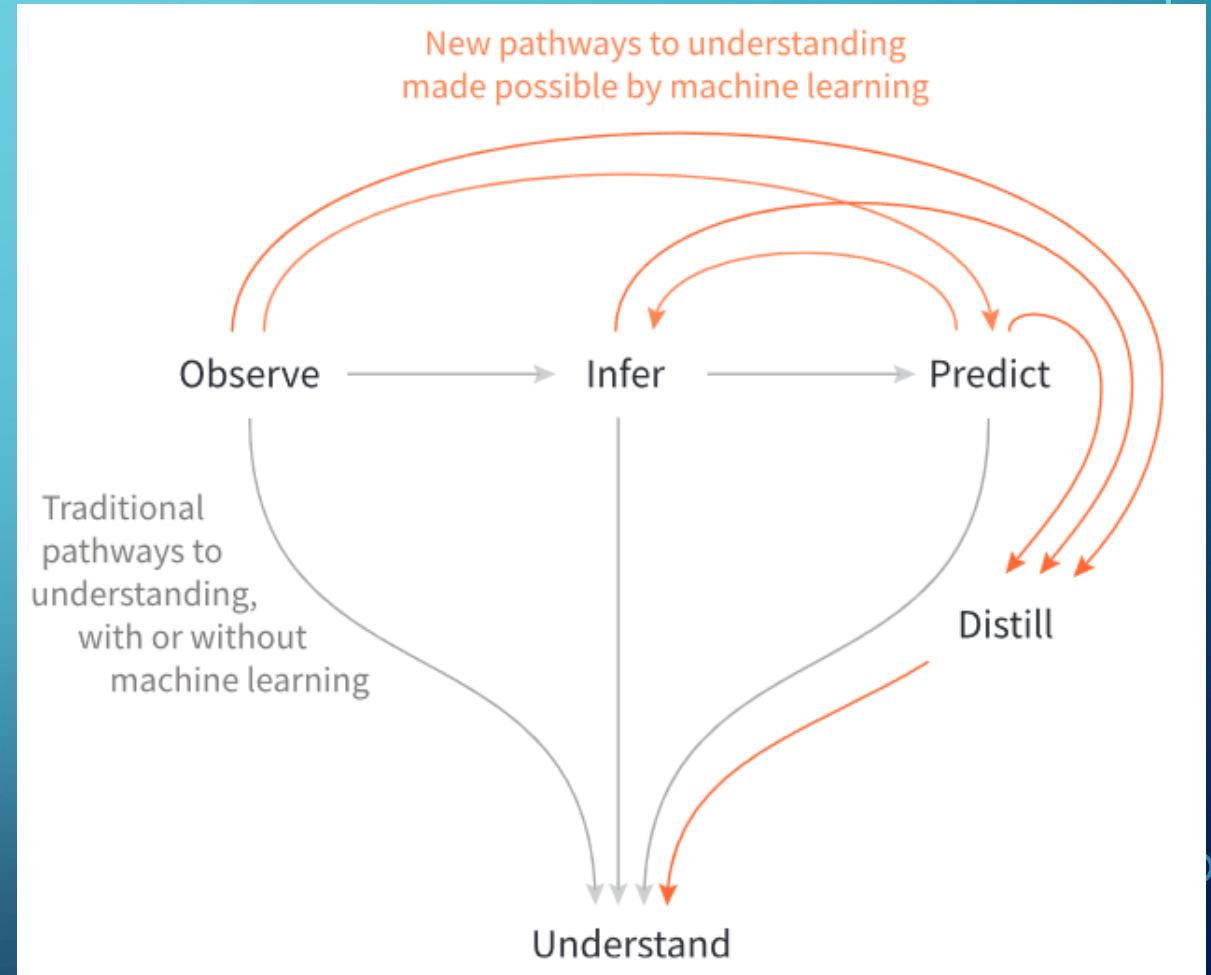 New pathways to understanding
made possible by machine learning
Observe
Infer
Predict
Traditional
pathways to
understanding,
with or without
machine learning
Distill
Understand